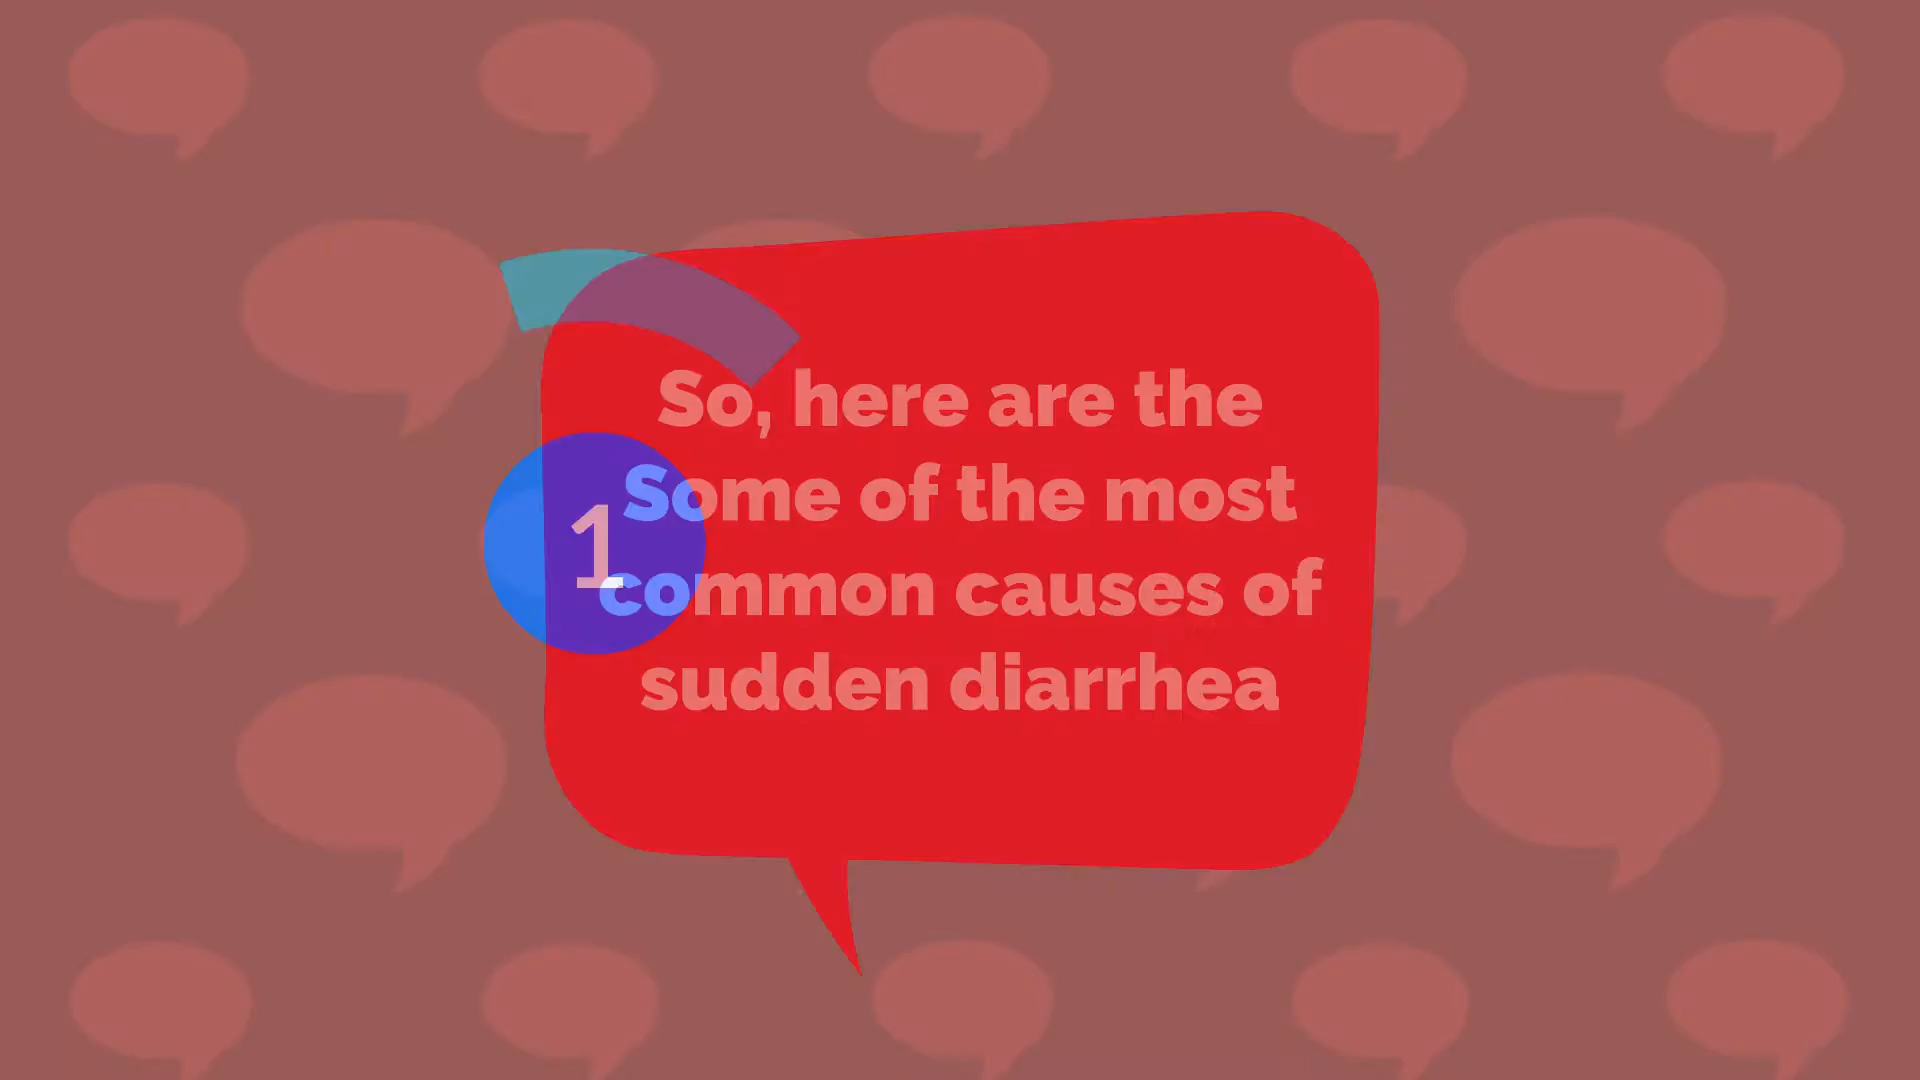 So, here are the
Some of the most
1
common causes of
sudden diarrhea